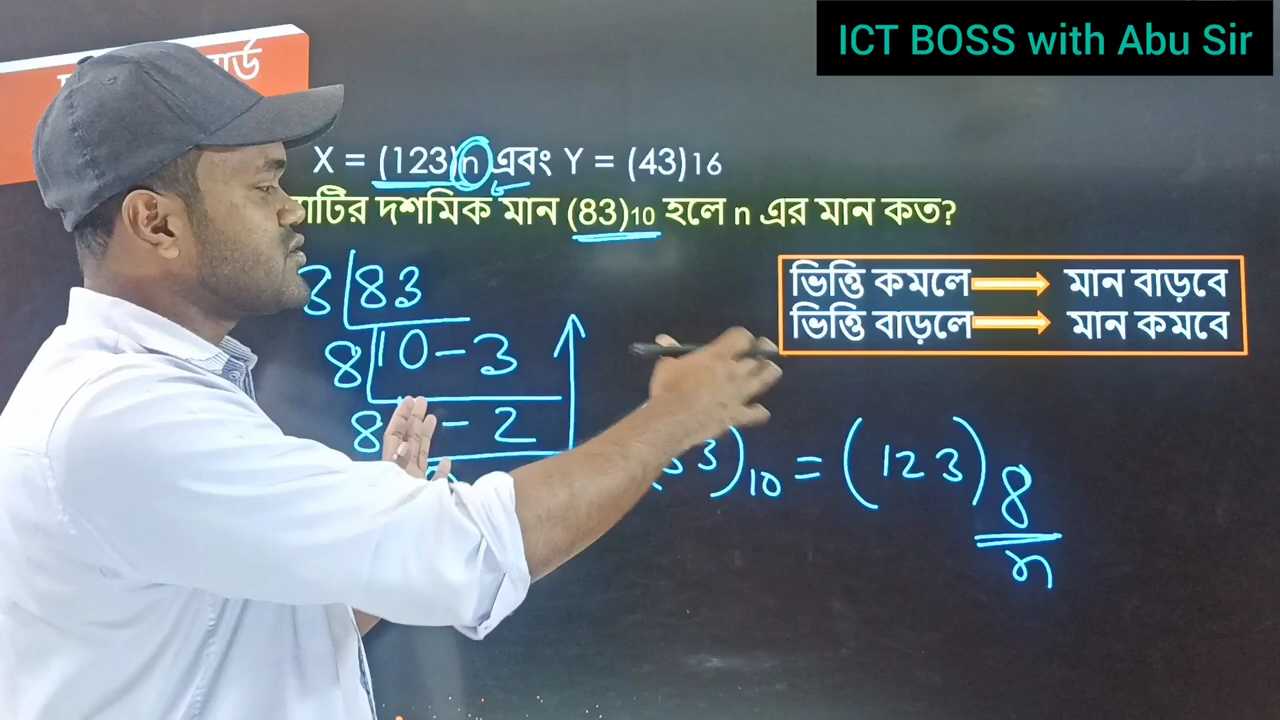 ICT BOSS with Abu Sir
X = (123)n এবং Y = (43)16
দশমিক মান (83)10 হলে n এর মান কত?
ভিত্তি কমলে মান বাড়বে
ভিত্তি বাড়লে মান কমবে
83
8 10 - 3
8 - 2
)10 = (123)8
n